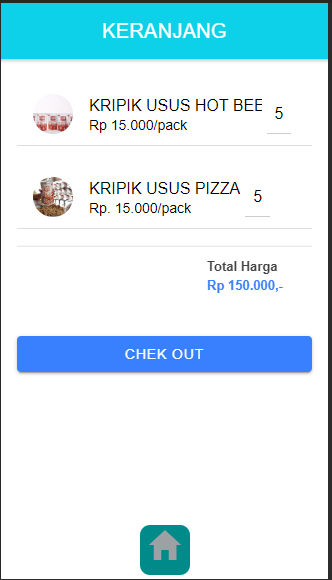 KERANJANG
KRIPIK USUS HOT BEE
5
Rp 15.000/pack
KRIPIK USUS PIZZA
5
Rp. 15.000/pack
Total Harga
Rp 150.000,-
CHEK OUT